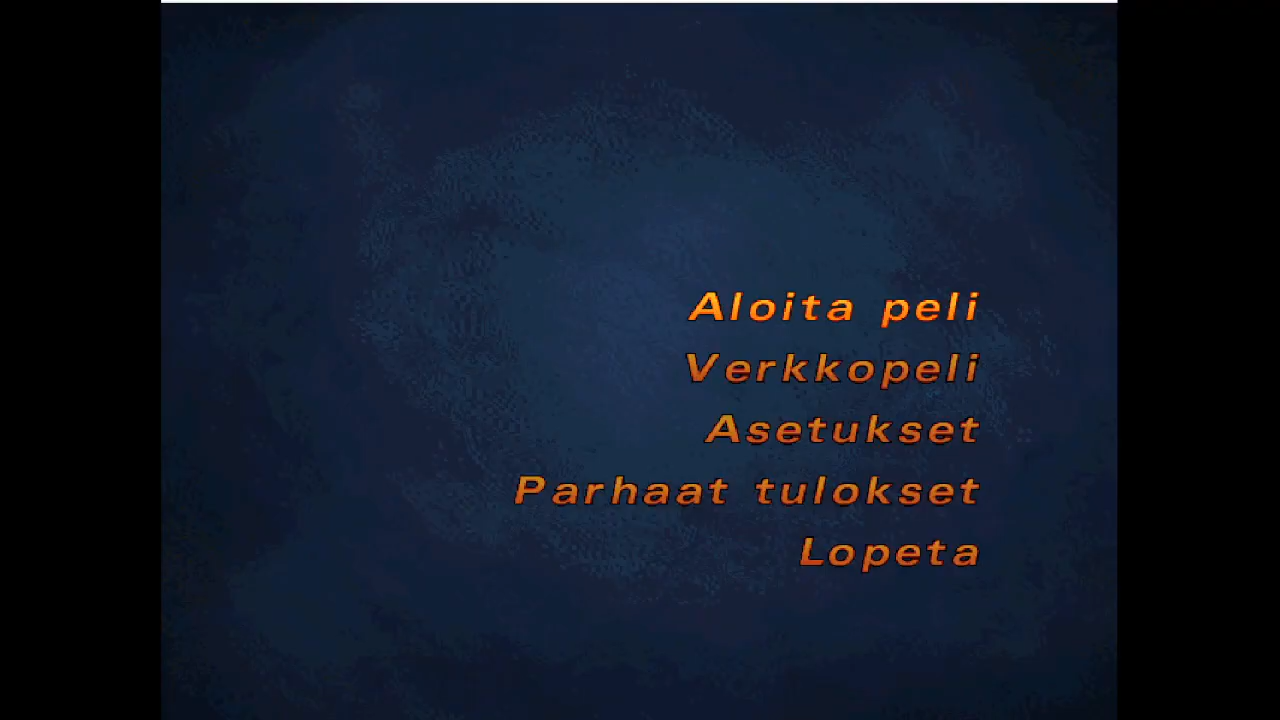 Aloita peli
Verkkopeli
Asetukset
Parhaat tulokset
Lopeta